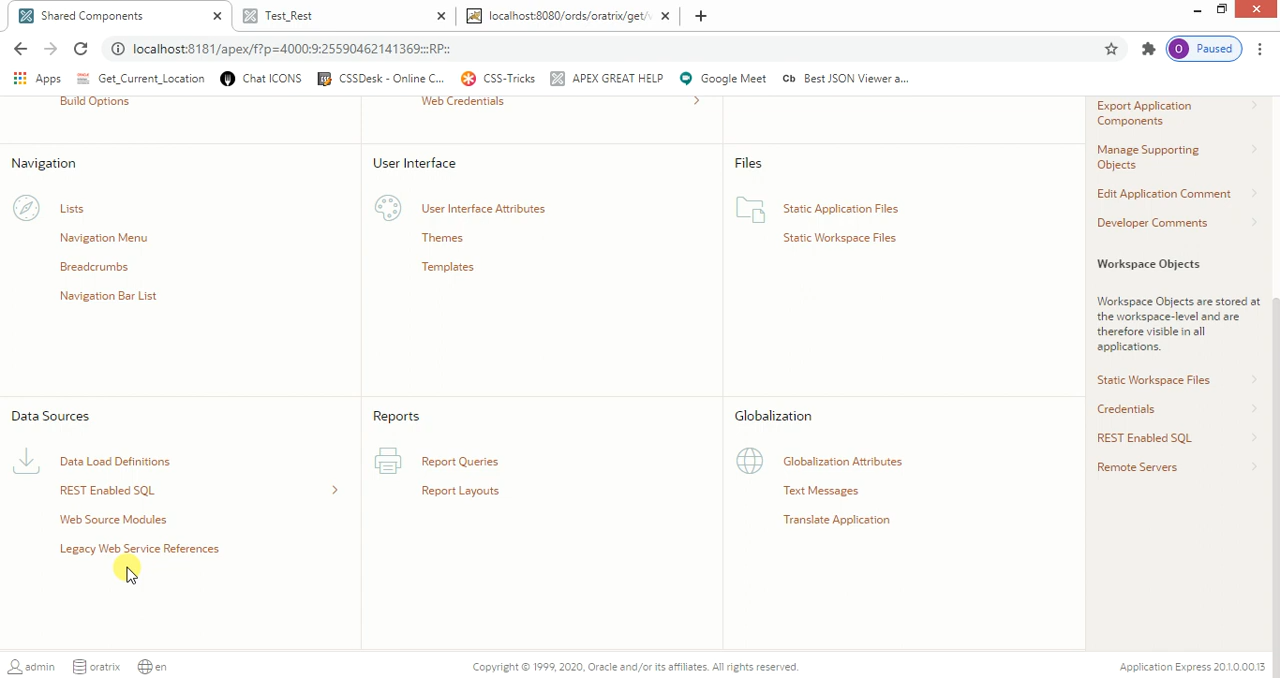 Shared Components
Test_Rest
localhost:8080/ords/oratrix/get/
localhost:8181/apex/f?p=4000:9:25590462141369:::RP::
O Paused
Apps
Get_Current_Location
Chat ICONS
CSSDesk - Online C...
CSS-Tricks
APEX GREAT HELP
Google Meet
Cb Best JSON Viewer a...
Build Options
Web Credentials
Export Application
Components
Manage Supporting
Objects
Edit Application Comment
Developer Comments
Navigation
Lists
Navigation Menu
Breadcrumbs
Navigation Bar List
User Interface
User Interface Attributes
Themes
Templates
Files
Static Application Files
Static Workspace Files
Workspace Objects
Workspace Objects are stored at
the workspace-level and are
therefore visible in all
applications.
Static Workspace Files
Credentials
REST Enabled SQL
Remote Servers
Data Sources
Data Load Definitions
REST Enabled SQL
Web Source Modules
Legacy Web Service References
Reports
Report Queries
Report Layouts
Globalization
Globalization Attributes
Text Messages
Translate Application
admin
oratrix
en
Copyright © 1999, 2020, Oracle and/or its affiliates. All rights reserved.
Application Express 20.1.0.00.13